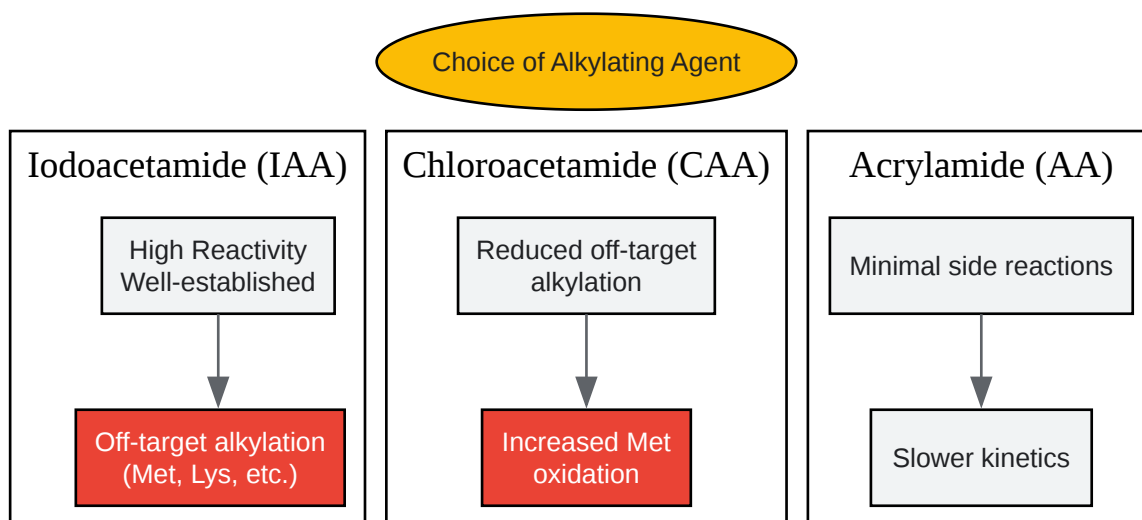 Choice of Alkylating Agent
Iodoacetamide (IAA)
High Reactivity
Well-established
Off-target alkylation
(Met, Lys, etc.)
Chloroacetamide (CAA)
Reduced off-target
alkylation
Increased Met
oxidation
Acrylamide (AA)
Minimal side reactions
Slower kinetics